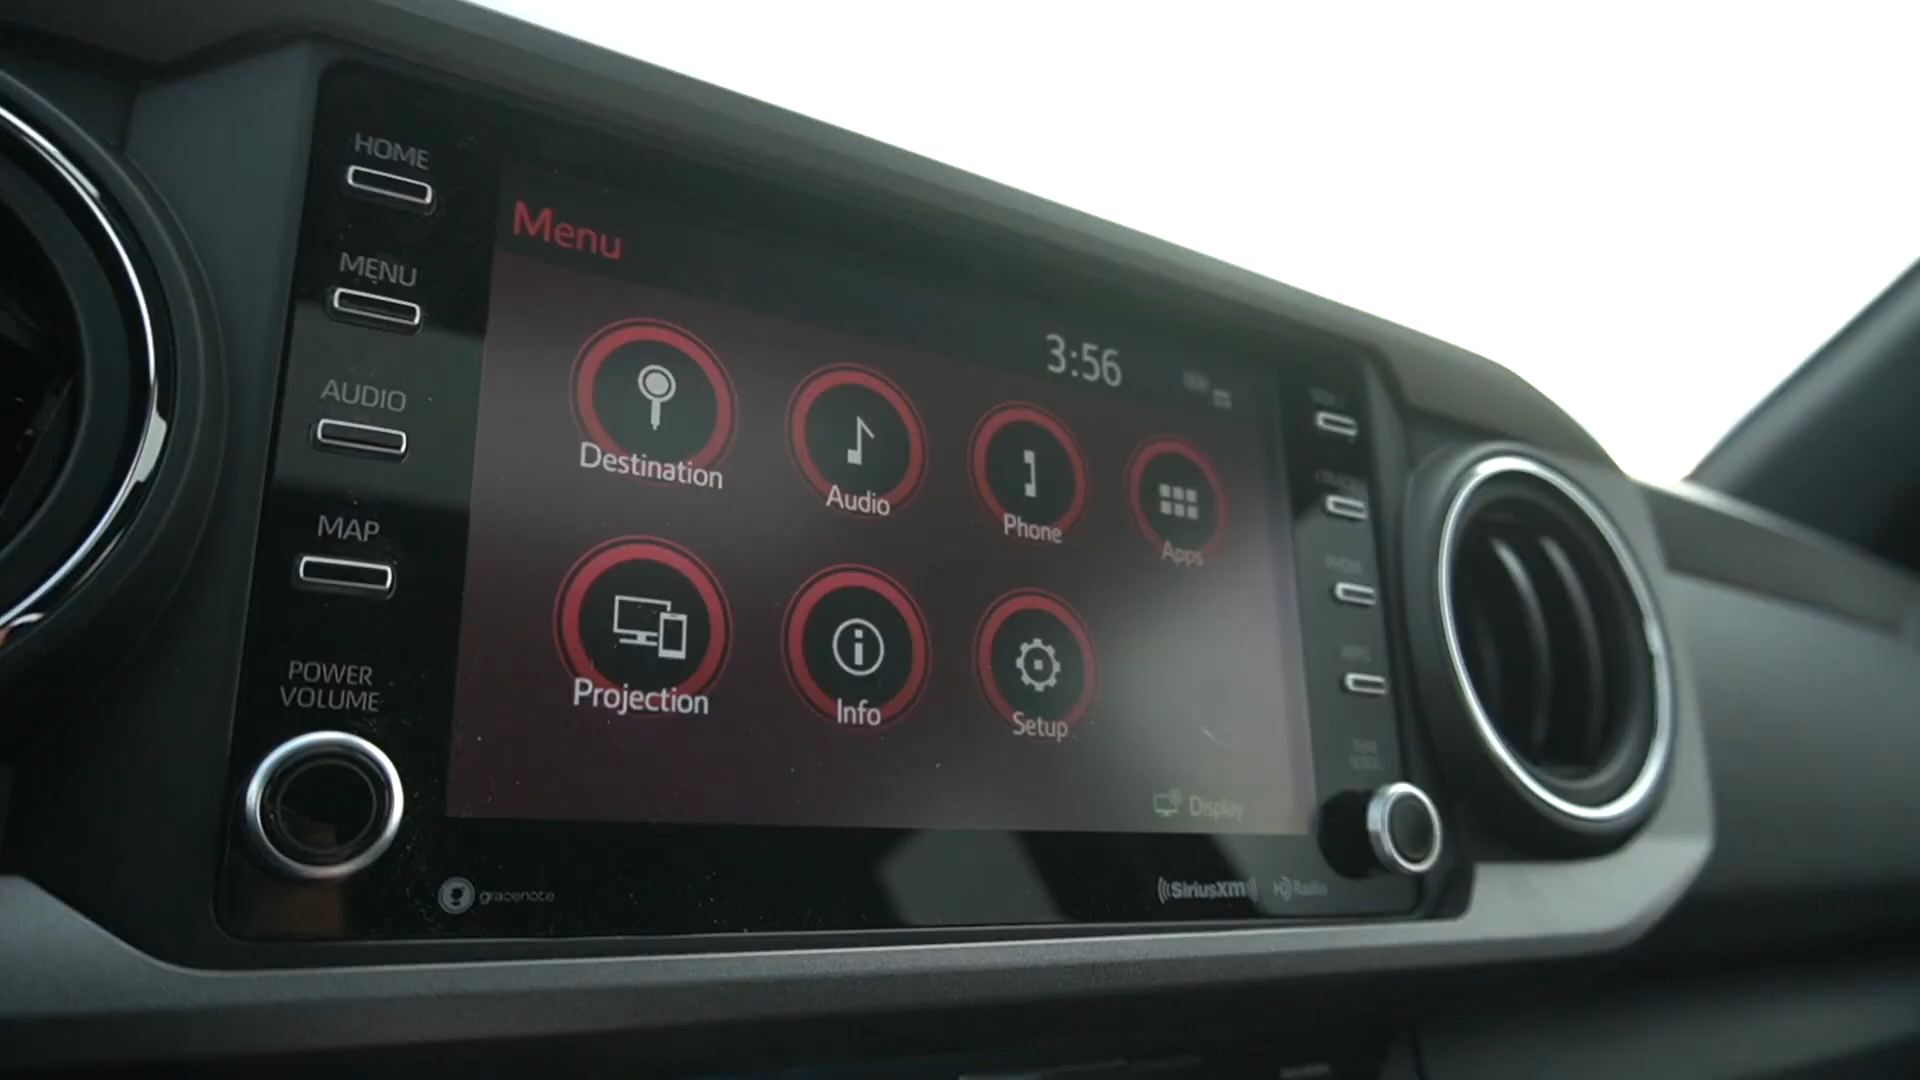 HOME
MENU
AUDIO
MAP
POWER
VOLUME
Menu
3:56
Destination
Audio
Phone
Apps
Projection
Info
Setup
Display
gracenote
SiriusXM
HD Radio